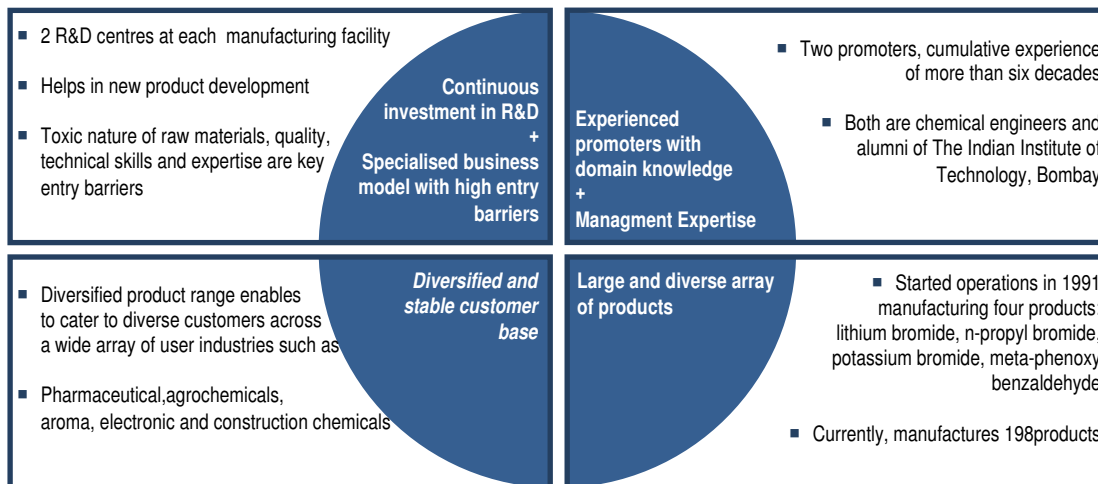 ■ 2 R&D centres at each manufacturing facility
■ Helps in new product development
■ Toxic nature of raw materials, quality,
technical skills and expertise are key
entry barriers
Continuous
investment in R&D
+
Specialised business
model with high entry
barriers
Experienced
promoters with
domain knowledge
+
Managment Expertise
■ Two promoters, cumulative experience
of more than six decades
■ Both are chemical engineers and
alumni of The Indian Institute of
Technology, Bombay
■ Diversified product range enables
to cater to diverse customers across
a wide array of user industries such as
■ Pharmaceutical,agrochemicals,
aroma, electronic and construction chemicals
Diversified and
stable customer
base
Large and diverse array
of products
■ Started operations in 1991
manufacturing four products:
lithium bromide, n-propyl bromide,
potassium bromide, meta-phenoxy
benzaldehyde
■ Currently, manufactures 198products